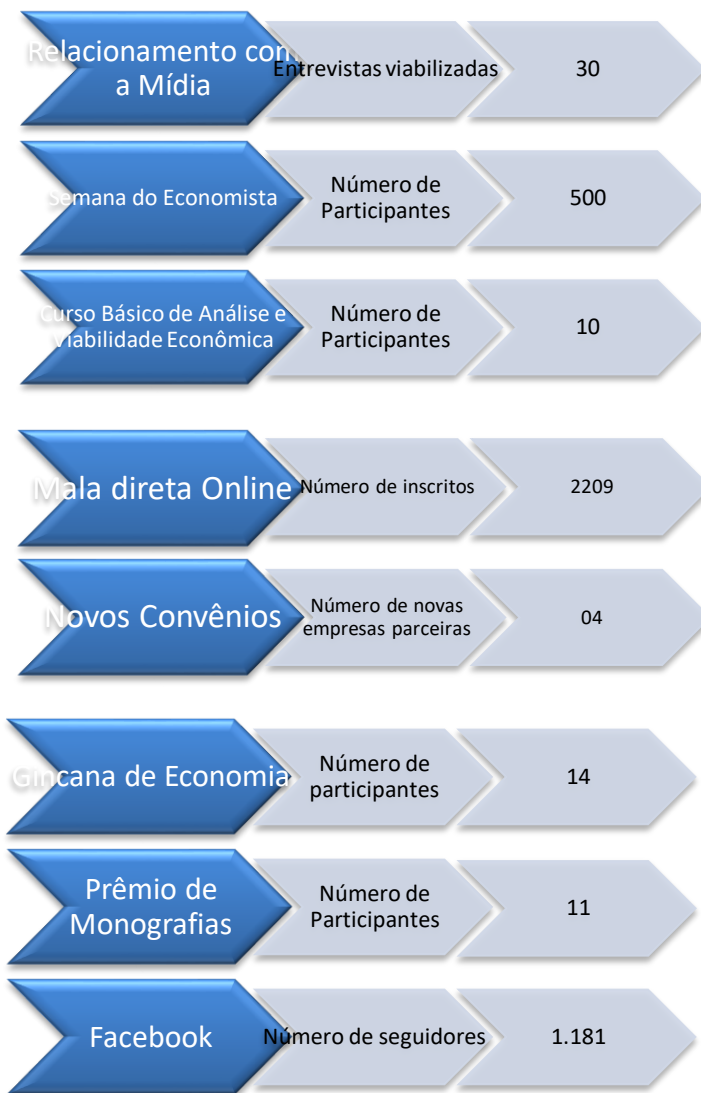 Relacionamento com
a Mídia
Entrevistas viabilizadas
30
Semana do Economista
Número de
Participantes
500
Curso Básico de Análise e
Viabilidade Econômica
Número de
Participantes
10
Mala direta Online
Número de inscritos
2209
Novos Convênios
Número de novas
empresas parceiras
04
Gincana de Economia
Número de
participantes
14
Prêmio de
Monografias
Número de
Participantes
11
Facebook
Número de seguidores
1.181